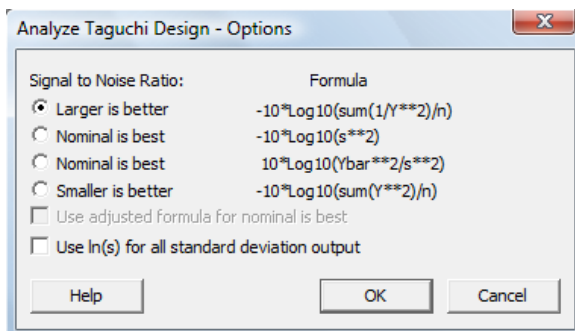 Analyze Taguchi Design - Options
Signal to Noise Ratio: Formula
Larger is better -10*Log10(sum(1/Y**2)/n)
Nominal is best -10*Log10(s**2)
Nominal is best 10*Log10(Ybar**2/s**2)
Smaller is better -10*Log10(sum(Y**2)/n)
Use adjusted formula for nominal is best
Use ln(s) for all standard deviation output
Help OK Cancel